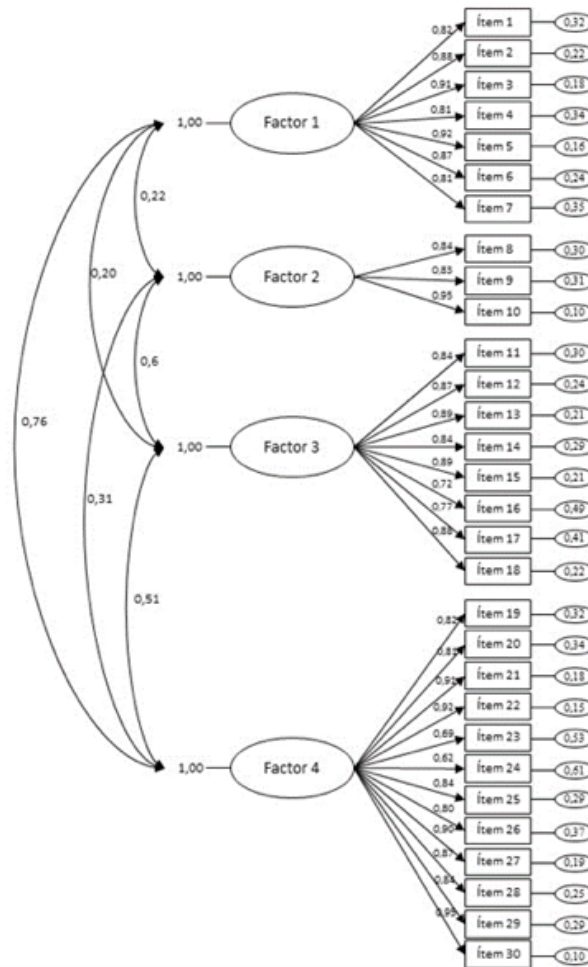 0,82 Ítem 1 0,32
0,88 Ítem 2 0,22
0,91 Ítem 3 0,18
1,00 Factor 1 0,81 Ítem 4 0,34
0,92 Ítem 5 0,16
0,87 Ítem 6 0,24
0,81 Ítem 7 0,35
0,22
0,84 Ítem 8 0,30
0,20 1,00 Factor 2 0,83 Ítem 9 0,31
0,95 Ítem 10 0,10
0,6
0,84 Ítem 11 0,30
0,87 Ítem 12 0,24
0,76 0,89 Ítem 13 0,21
1,00 Factor 3 0,84 Ítem 14 0,29
0,31 0,89 Ítem 15 0,21
0,72 Ítem 16 0,49
0,77 Ítem 17 0,41
0,88 Ítem 18 0,22
0,51
0,82 Ítem 19 0,32
0,81 Ítem 20 0,34
0,91 Ítem 21 0,18
0,92 Ítem 22 0,15
0,69 Ítem 23 0,53
1,00 Factor 4 0,62 Ítem 24 0,61
0,84 Ítem 25 0,29
0,80 Ítem 26 0,37
0,90 Ítem 27 0,19
0,87 Ítem 28 0,25
0,84 Ítem 29 0,29
0,95 Ítem 30 0,10